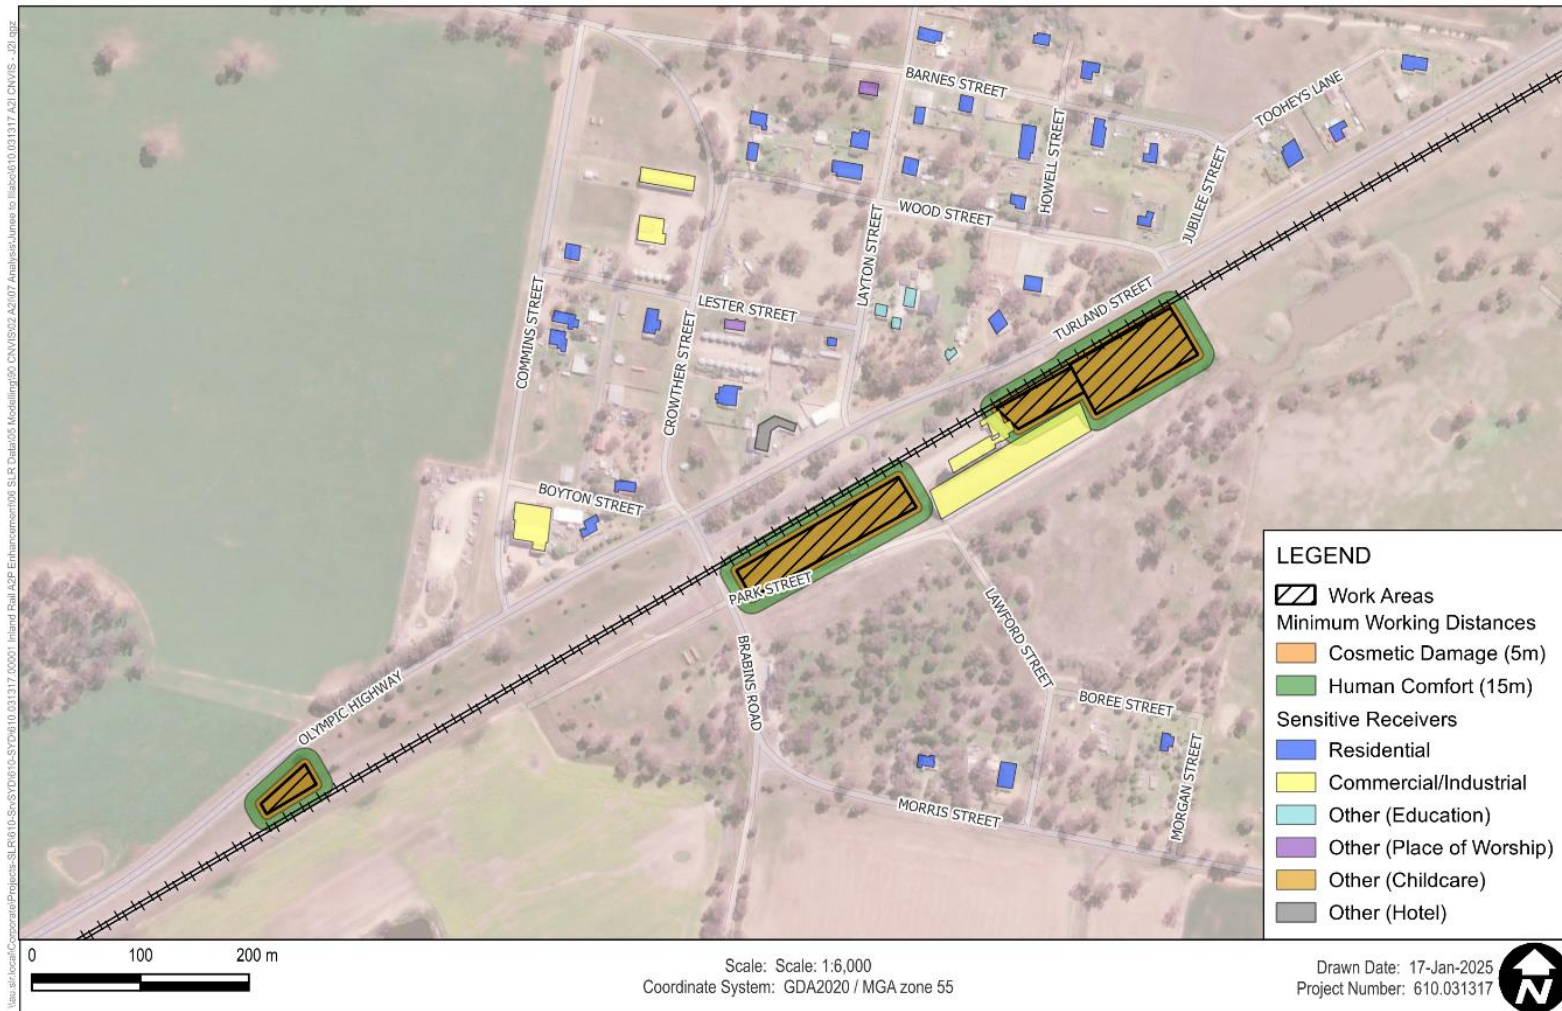 BARNES STREET
TOOHEYS LANE
HOWELL STREET
JUBILEE STREET
WOOD STREET
LAYTON STREET
COMMINS STREET
LESTER STREET
TURLAND STREET
CROWTHER STREET
BOYTON STREET
PARK STREET
LAWFORD STREET
BRABINS ROAD
OLYMPIC HIGHWAY
BOREE STREET
MORGAN STREET
MORRIS STREET
LEGEND
Work Areas
Minimum Working Distances
Cosmetic Damage (5m)
Human Comfort (15m)
Sensitive Receivers
Residential
Commercial/Industrial
Other (Education)
Other (Place of Worship)
Other (Childcare)
Other (Hotel)
0 100 200 m
Scale: Scale: 1:6,000
Coordinate System: GDA2020 / MGA zone 55
Drawn Date: 17-Jan-2025
Project Number: 610.031317
N